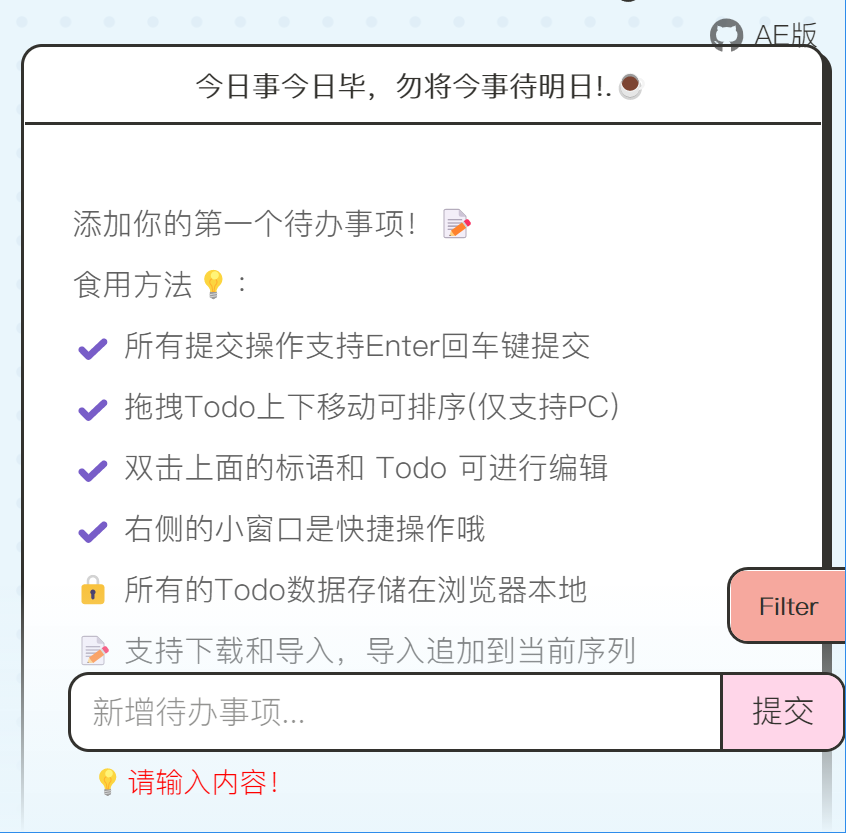 AE版
今日事今日毕，勿将今事待明日!.
添加你的第一个待办事项！
食用方法💡：
所有提交操作支持Enter回车键提交
拖拽Todo上下移动可排序(仅支持PC)
双击上面的标语和 Todo 可进行编辑
右侧的小窗口是快捷操作哦
所有的Todo数据存储在浏览器本地
Filter
支持下载和导入，导入追加到当前序列
新增待办事项...
提交
请输入内容！